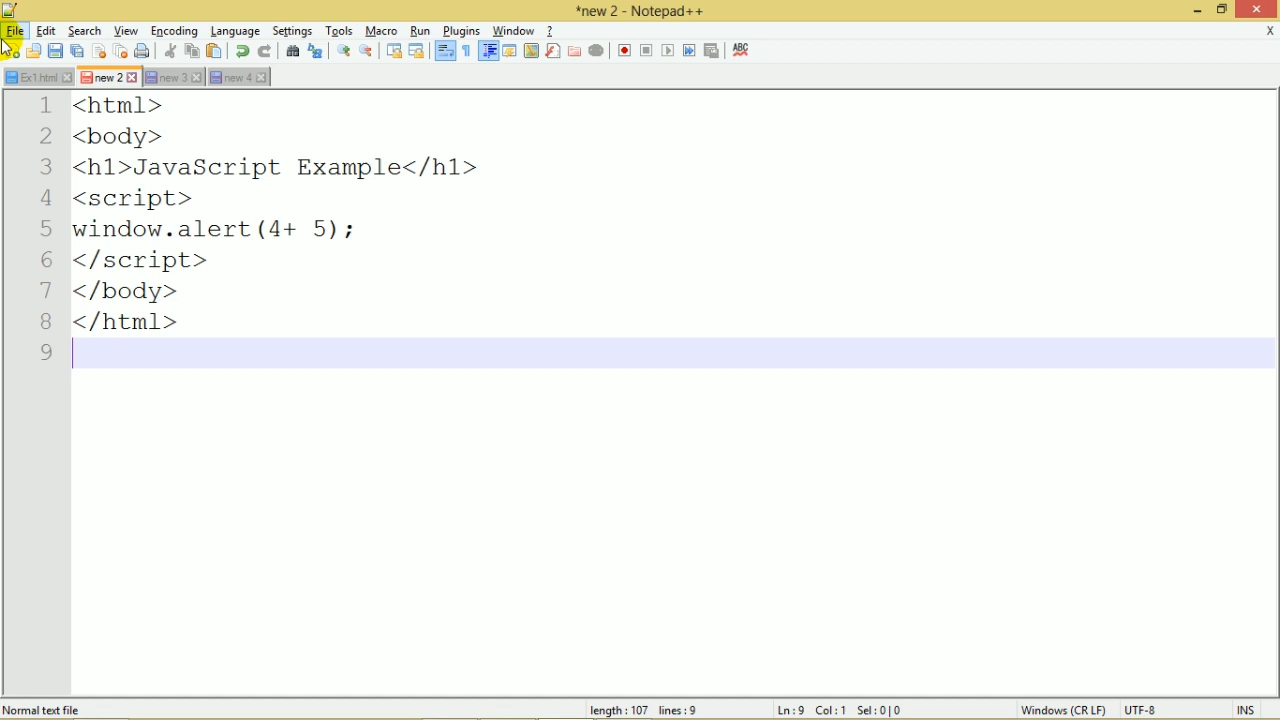 *new 2 - Notepad++
File Edit Search View Encoding Language Settings Tools Macro Run Plugins Window ? X
ABC
Ex1.html new 2 new 3 new 4
1 <html>
2 <body>
3 <h1>JavaScript Example</h1>
4 <script>
5 window.alert(4+ 5);
6 </script>
7 </body>
8 </html>
9
Normal text file length : 107 lines : 9 Ln : 9 Col : 1 Sel : 0 | 0 Windows (CR LF) UTF-8 INS